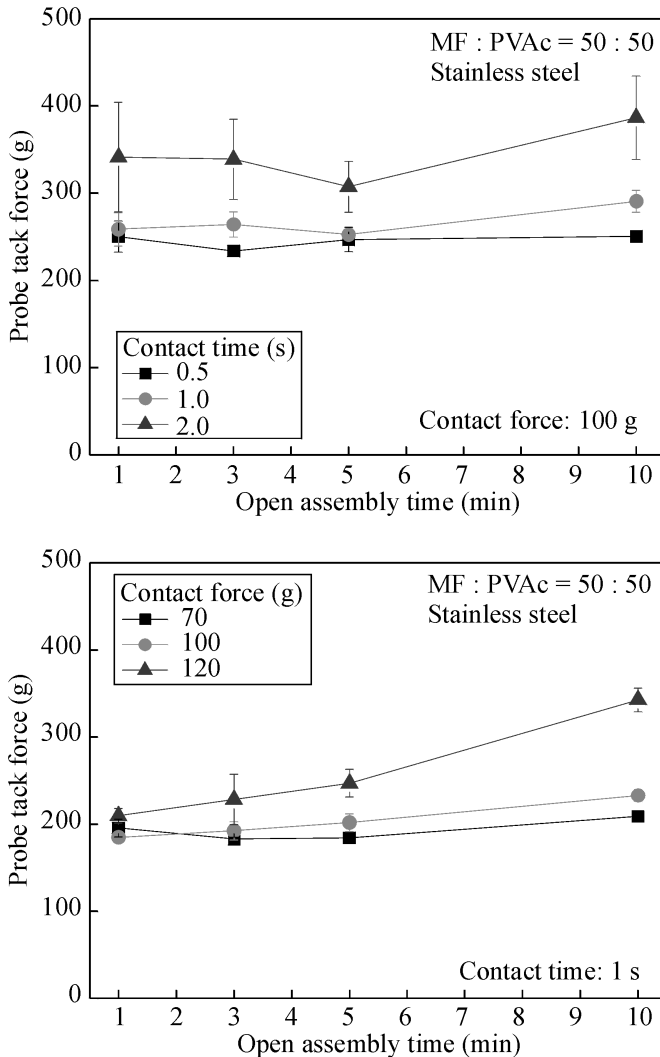 500
400
300
200
100
0
Probe tack force (g)
MF : PVAc = 50 : 50
Stainless steel
Contact time (s)
0.5
1.0
2.0
Contact force: 100 g
1 2 3 4 5 6 7 8 9 10
Open assembly time (min)
500
400
300
200
100
0
Probe tack force (g)
Contact force (g)
70
100
120
MF : PVAc = 50 : 50
Stainless steel
Contact time: 1 s
1 2 3 4 5 6 7 8 9 10
Open assembly time (min)